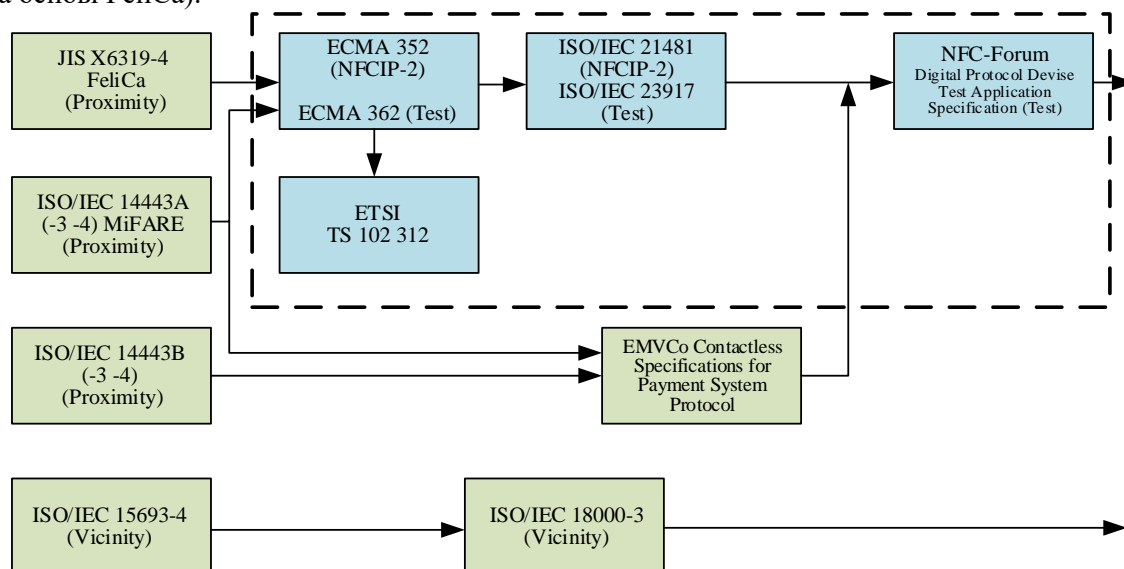 а основі FeliCa).
JIS X6319-4
FeliCa
(Proximity)
ECMA 352
(NFCIP-2)
ECMA 362 (Test)
ISO/IEC 21481
(NFCIP-2)
ISO/IEC 23917
(Test)
NFC-Forum
Digital Protocol Devise
Test Application
Specification (Test)
ISO/IEC 14443A
(-3 -4) MiFARE
(Proximity)
ETSI
TS 102 312
ISO/IEC 14443B
(-3 -4)
(Proximity)
EMVCo Contactless
Specifications for
Payment System
Protocol
ISO/IEC 15693-4
(Vicinity)
ISO/IEC 18000-3
(Vicinity)